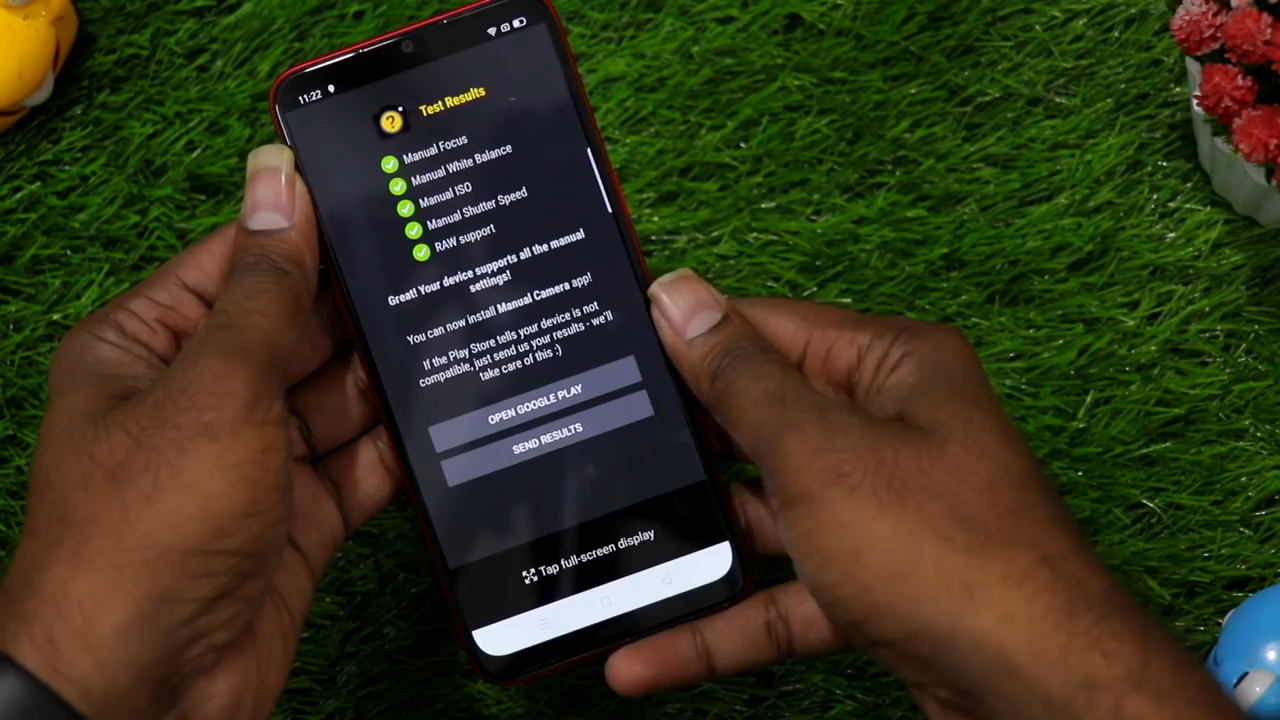 11:22
Test Results
Manual Focus
Manual White Balance
Manual ISO
Manual Shutter Speed
RAW support
Great! Your device supports all the manual
settings!
You can now install Manual Camera app!
If the Play Store tells your device is not
compatible, just send us your results - we'll
take care of this :)
OPEN GOOGLE PLAY
SEND RESULTS
Tap full-screen display